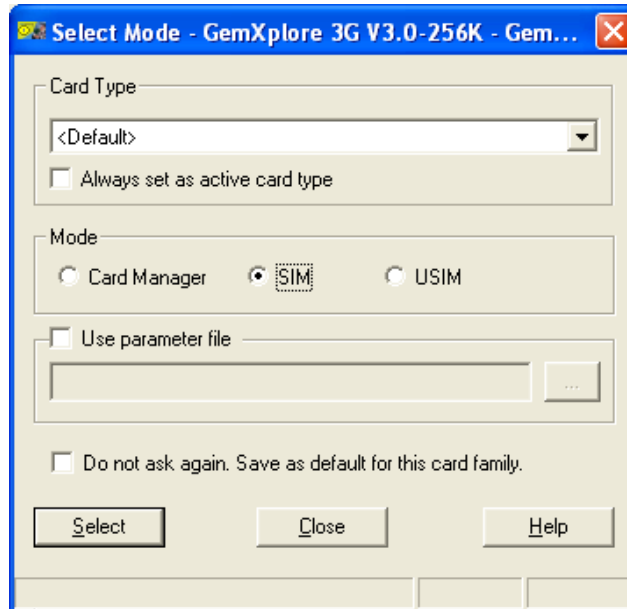 Select Mode - GemXplore 3G V3.0-256K - Gem...
Card Type
<Default>
Always set as active card type
Mode
Card Manager SIM USIM
Use parameter file
...
Do not ask again. Save as default for this card family.
Select Close Help